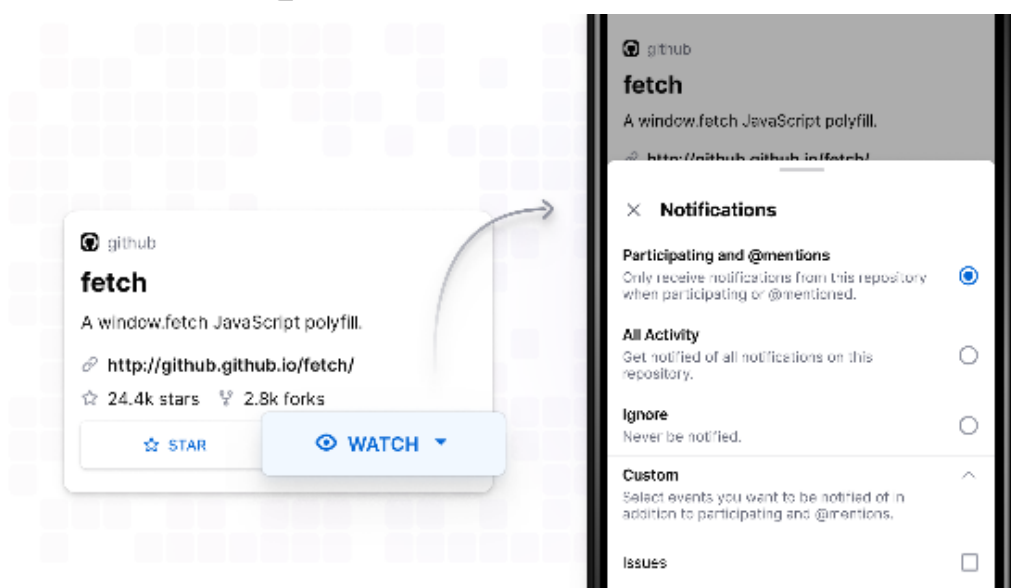 github
fetch
A window.fetch JavaScript polyfill.
http://github.github.io/fetch/
24.4k stars 2.8k forks
STAR
WATCH
github
fetch
A window.fetch JavaScript polyfill.
http://github.github.io/fetch/
Notifications
Participating and @mentions
Only receive notifications from this repository
when participating or @mentioned.
All Activity
Get notified of all notifications on this
repository.
Ignore
Never be notified.
Custom
Select events you want to be notified of in
addition to participating and @mentions.
Issues